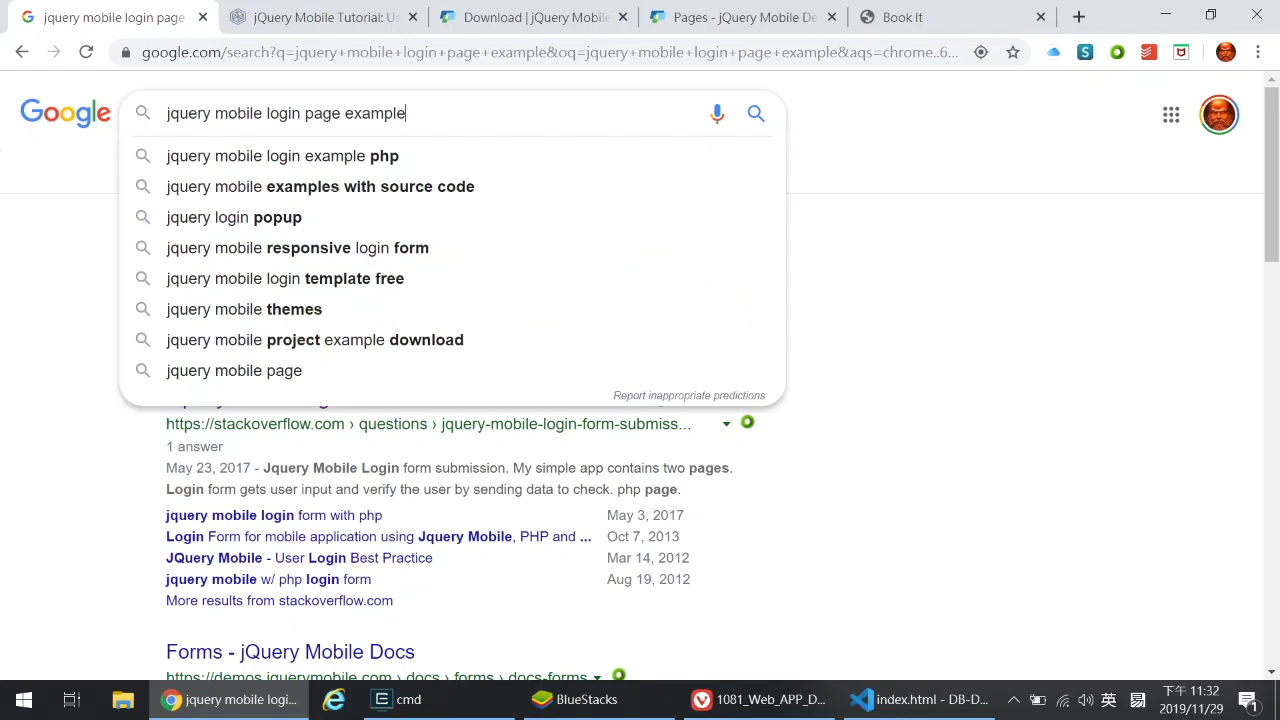 jquery mobile login page
jQuery Mobile Tutorial: Us
Download | jQuery Mobile
Pages - jQuery Mobile De
Book It
google.com/search?q=jquery+mobile+login+page+example&oq=jquery+mobile+login+page+example&aqs=chrome..6...
Google
jquery mobile login page example
jquery mobile login example php
jquery mobile examples with source code
jquery login popup
jquery mobile responsive login form
jquery mobile login template free
jquery mobile themes
jquery mobile project example download
jquery mobile page
Report inappropriate predictions
https://stackoverflow.com › questions › jquery-mobile-login-form-submiss...
1 answer
May 23, 2017 - Jquery Mobile Login form submission. My simple app contains two pages.
Login form gets user input and verify the user by sending data to check. php page.
jquery mobile login form with php May 3, 2017
Login Form for mobile application using Jquery Mobile, PHP and ... Oct 7, 2013
JQuery Mobile - User Login Best Practice Mar 14, 2012
jquery mobile w/ php login form Aug 19, 2012
More results from stackoverflow.com
Forms - jQuery Mobile Docs
https://demos.jquerymobile.com › docs › forms › docs-forms
jquery mobile logi...
cmd
BlueStacks
1081_Web_APP_D...
index.html - DB-D...
英
下午 11:32
2019/11/29
1